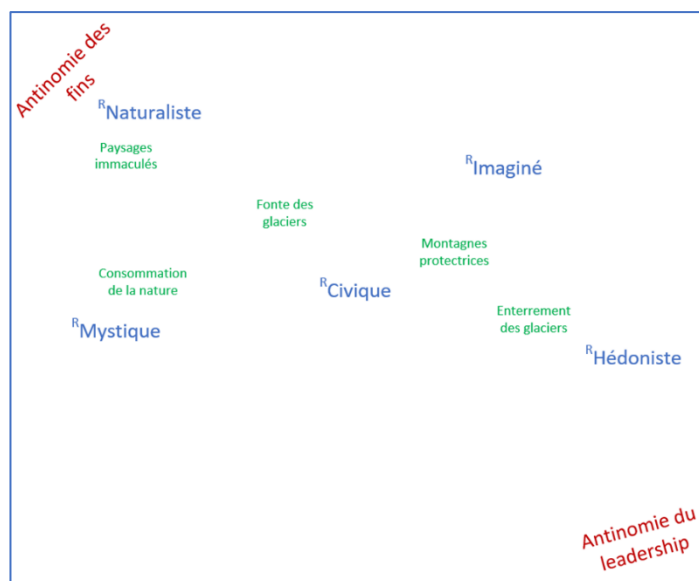 Antinomie des
fins
RNaturaliste
Paysages
immaculés
RImaginé
Fonte des
glaciers
Montagnes
protectrices
Consommation
de la nature
RCivique
Enterrement
des glaciers
RMystique
RHédoniste
Antinomie du
leadership